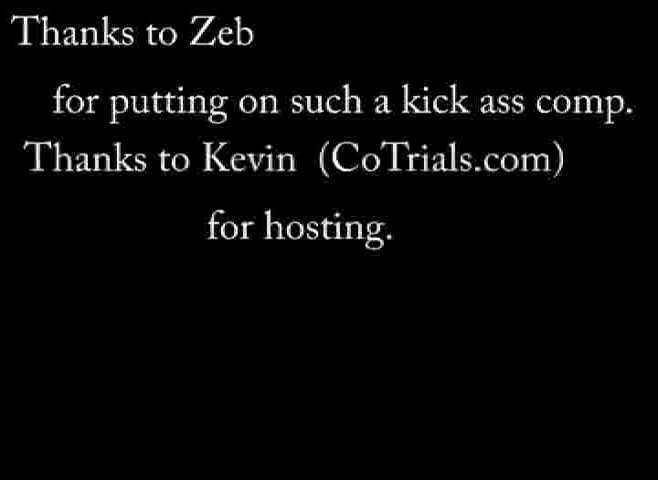 Thanks to Zeb
for putting on such a kick ass comp.
Thanks to Kevin (CoTrials.com)
for hosting.